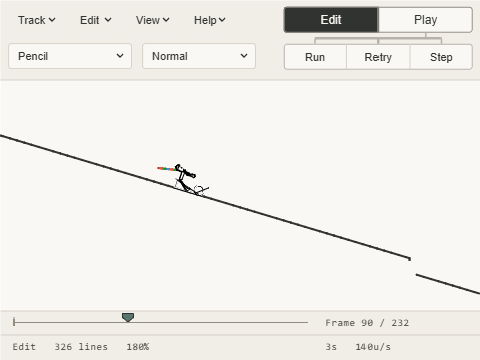 Track Edit View Help Edit Play
Pencil Normal Run Retry Step
Frame 90 / 232
Edit 326 lines 180% 3s 140u/s